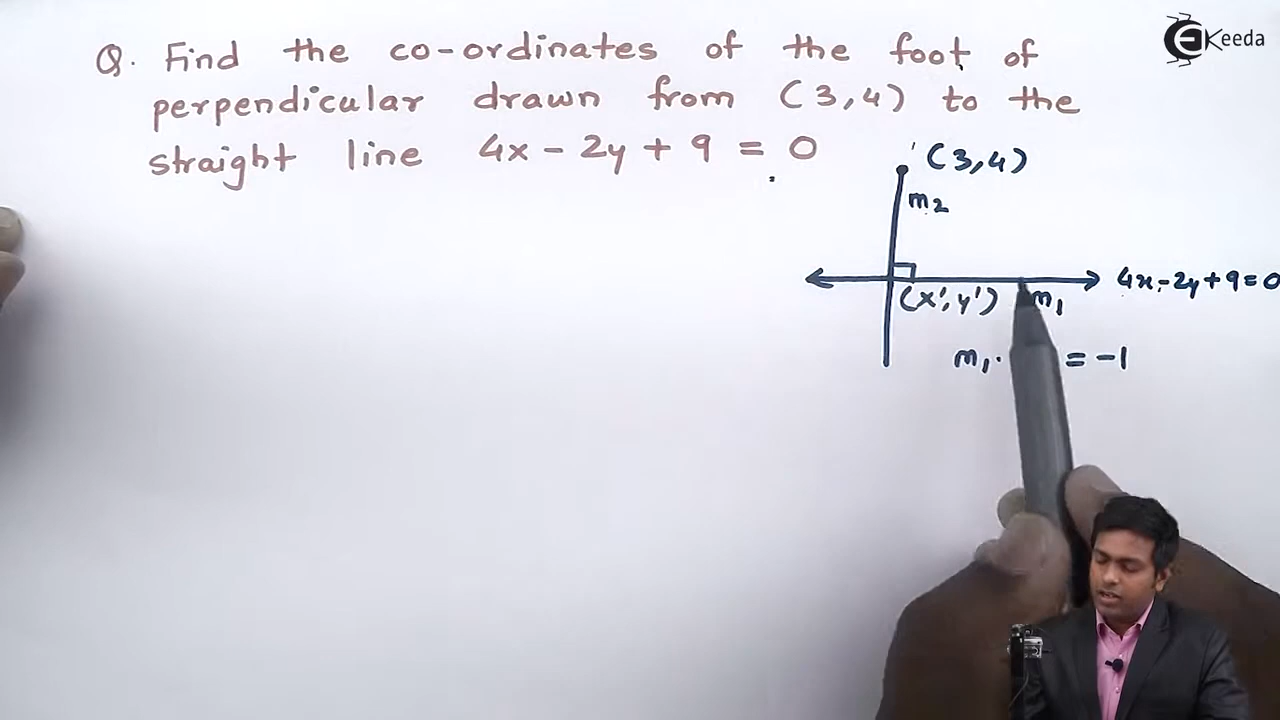 Q. Find the co-ordinates of the foot of
perpendicular drawn from (3,4) to the
straight line 4x - 2y + 9 = 0
Keeda
(3,4)
m2
4x - 2y + 9 = 0
(x', y') m1
m1 · = -1